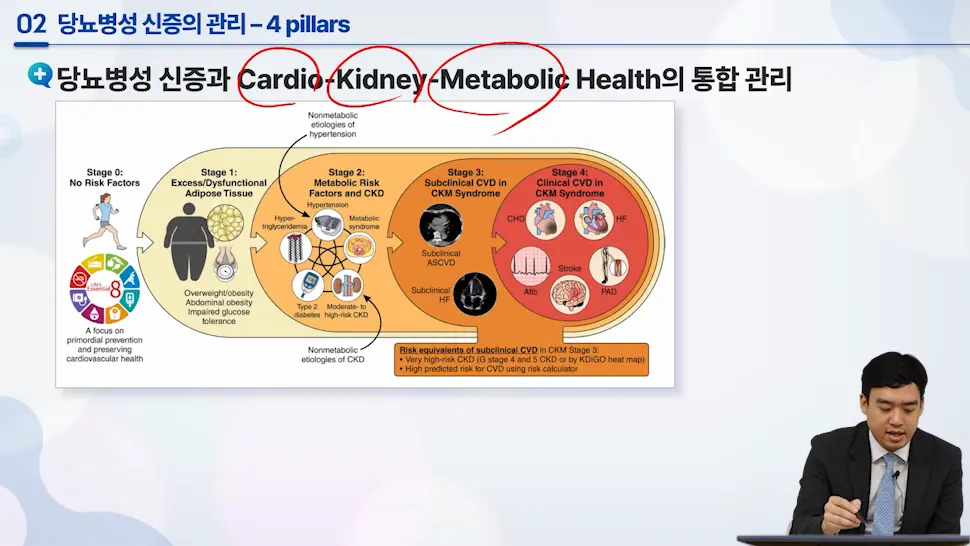 02 당뇨병성 신증의 관리 – 4 pillars
당뇨병성 신증과 Cardio-Kidney-Metabolic Health의 통합 관리
Nonmetabolic
etiologies of
hypertension
Stage 0:
No Risk Factors
Life's
Essential 8
A focus on
primordial prevention
and preserving
cardiovascular health
Stage 1:
Excess/Dysfunctional
Adipose Tissue
Overweight/obesity
Abdominal obesity
Impaired glucose
tolerance
Stage 2:
Metabolic Risk
Factors and CKD
Hypertension
Hyper-
triglyceridemia
Metabolic
syndrome
Type 2
diabetes
Moderate- to
high-risk CKD
Nonmetabolic
etiologies of CKD
Stage 3:
Subclinical CVD in
CKM Syndrome
Subclinical
ASCVD
Subclinical
HF
Stage 4:
Clinical CVD in
CKM Syndrome
CHD
HF
Afib
Stroke
PAD
Risk equivalents of subclinical CVD in CKM Stage 3:
• Very high-risk CKD (G stage 4 and 5 CKD or by KDIGO heat map)
• High predicted risk for CVD using risk calculator